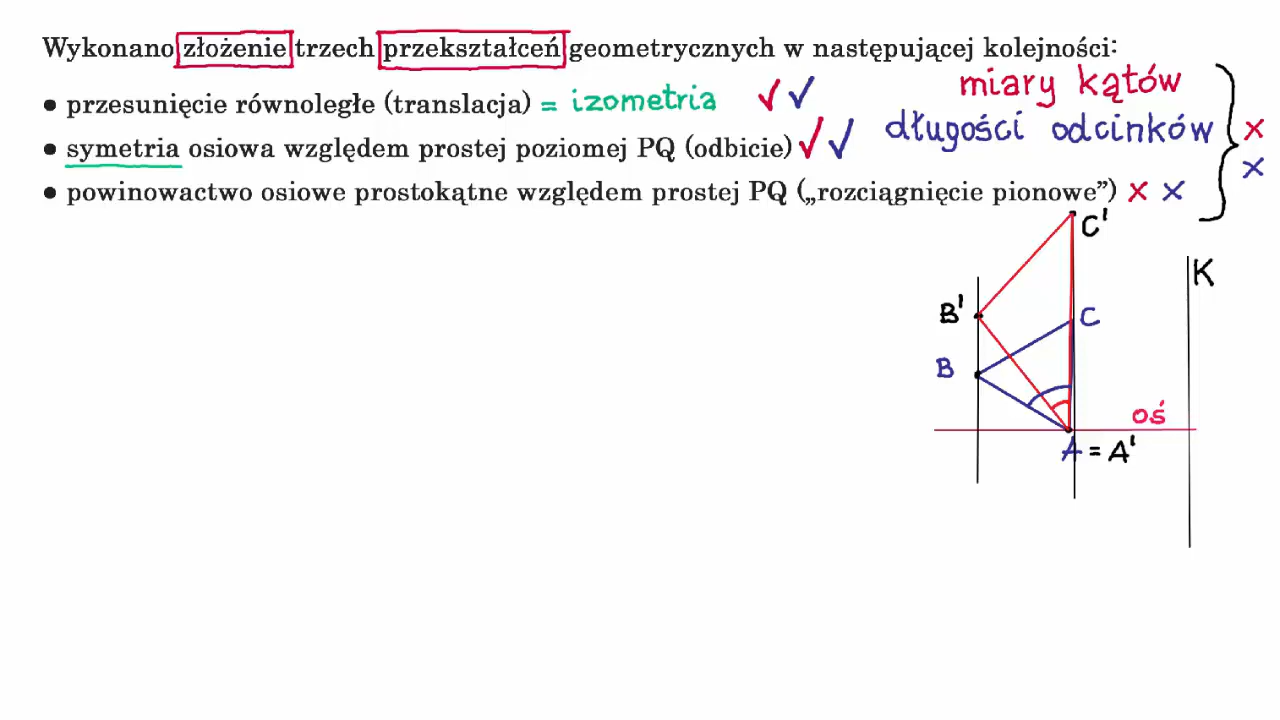 Wykonano złożenie trzech przekształceń geometrycznych w następującej kolejności:
● przesunięcie równoległe (translacja) = izometria ✓ ✓ miary kątów
● symetria osiowa względem prostej poziomej PQ (odbicie) ✓ ✓ długości odcinków x
x
● powinowactwo osiowe prostokątne względem prostej PQ („rozciągnięcie pionowe”) x x
C'
K
B'
C
B
oś
A = A'